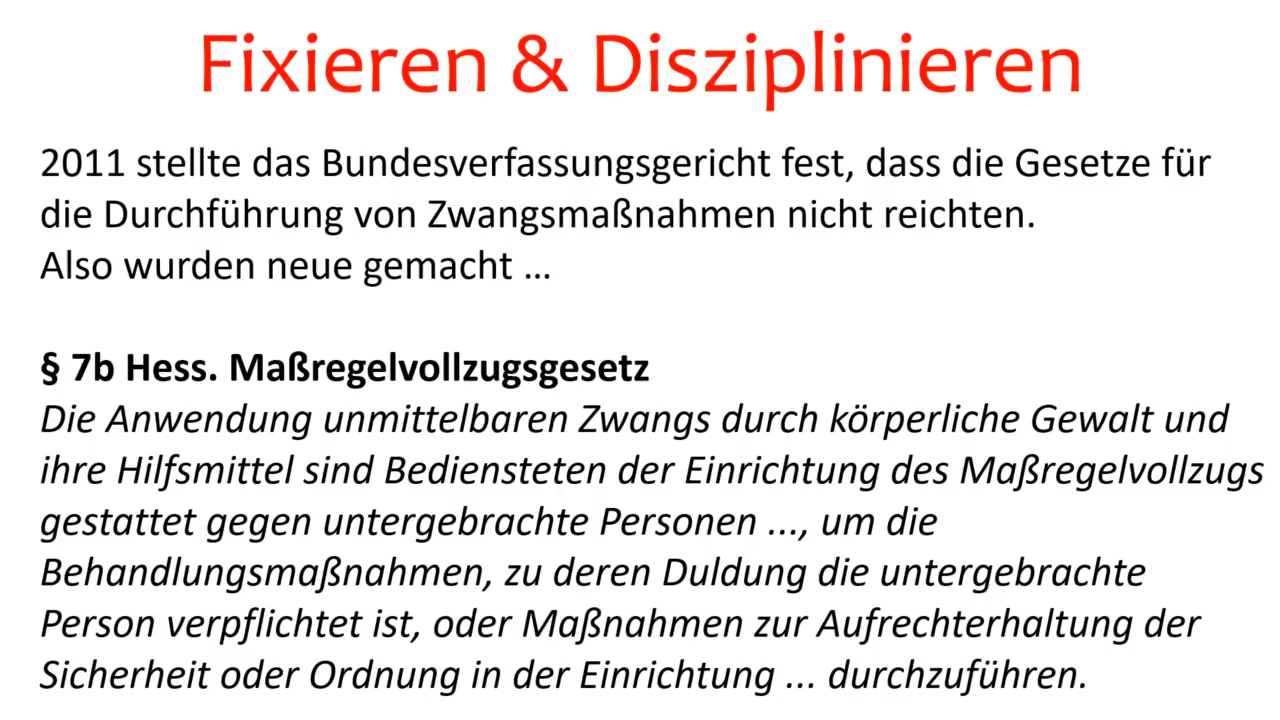 Fixieren & Disziplinieren
2011 stellte das Bundesverfassungsgericht fest, dass die Gesetze für
die Durchführung von Zwangsmaßnahmen nicht reichten.
Also wurden neue gemacht …
§ 7b Hess. Maßregelvollzugsgesetz
Die Anwendung unmittelbaren Zwangs durch körperliche Gewalt und
ihre Hilfsmittel sind Bediensteten der Einrichtung des Maßregelvollzugs
gestattet gegen untergebrachte Personen ..., um die
Behandlungsmaßnahmen, zu deren Duldung die untergebrachte
Person verpflichtet ist, oder Maßnahmen zur Aufrechterhaltung der
Sicherheit oder Ordnung in der Einrichtung ... durchzuführen.